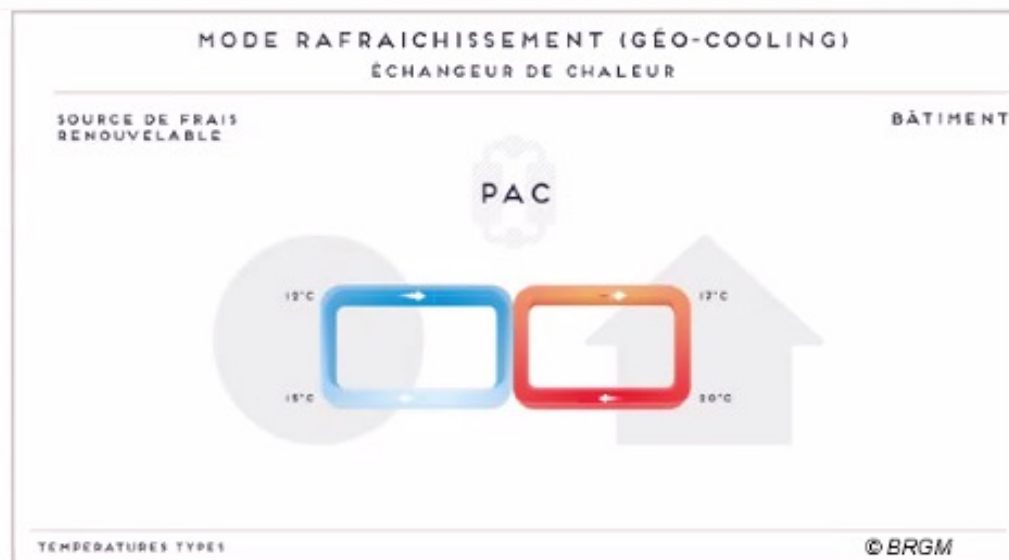 MODE RAFRAICHISSEMENT (GÉO-COOLING)
ÉCHANGEUR DE CHALEUR
SOURCE DE FRAIS
RENOUVELABLE
BÂTIMENT
PAC
12°C
17°C
15°C
20°C
TEMPERATURES TYPES
© BRGM